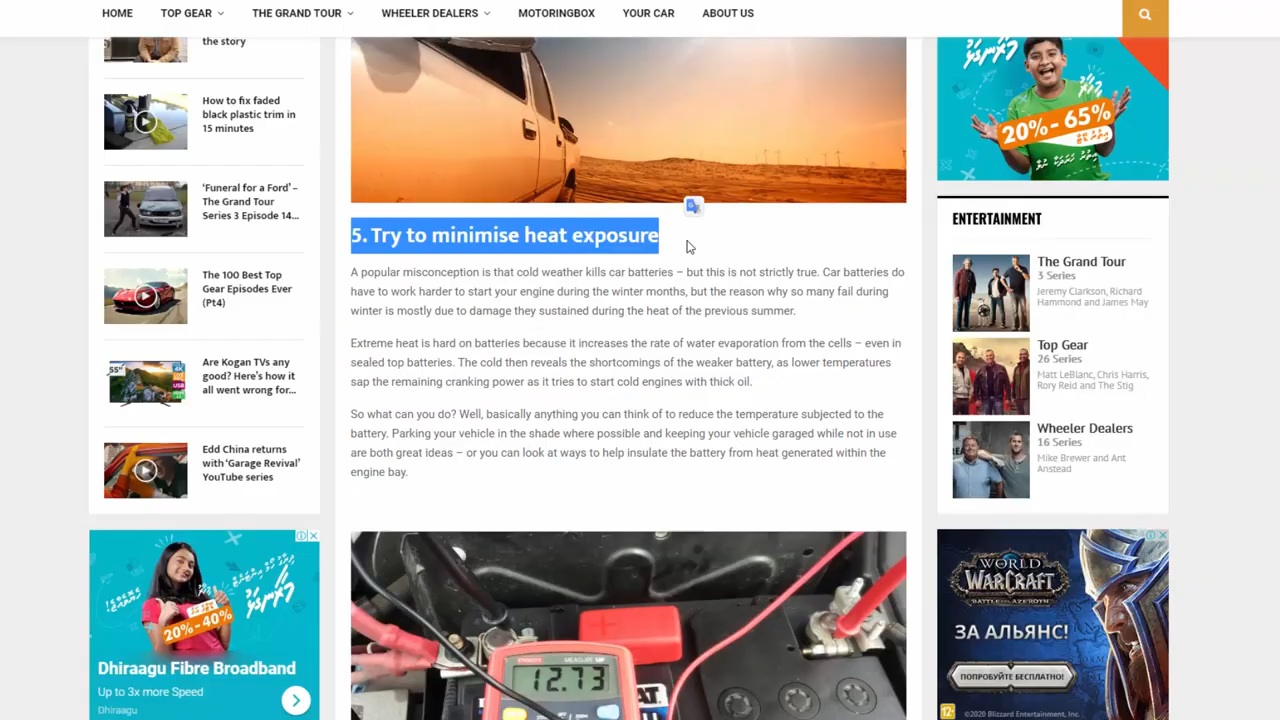 HOME
TOP GEAR
THE GRAND TOUR
WHEELER DEALERS
MOTORINGBOX
YOUR CAR
ABOUT US
the story
How to fix faded
black plastic trim in
15 minutes
‘Funeral for a Ford’ –
The Grand Tour
Series 3 Episode 14...
The 100 Best Top
Gear Episodes Ever
(Pt4)
Are Kogan TVs any
good? Here’s how it
all went wrong for...
Edd China returns
with ‘Garage Revival’
YouTube series
20% - 40%
Dhiraagu Fibre Broadband
Up to 3x more Speed
Dhiraagu
5. Try to minimise heat exposure
A popular misconception is that cold weather kills car batteries – but this is not strictly true. Car batteries do
have to work harder to start your engine during the winter months, but the reason why so many fail during
winter is mostly due to damage they sustained during the heat of the previous summer.
Extreme heat is hard on batteries because it increases the rate of water evaporation from the cells – even in
sealed top batteries. The cold then reveals the shortcomings of the weaker battery, as lower temperatures
sap the remaining cranking power as it tries to start cold engines with thick oil.
So what can you do? Well, basically anything you can think of to reduce the temperature subjected to the
battery. Parking your vehicle in the shade where possible and keeping your vehicle garaged while not in use
are both great ideas – or you can look at ways to help insulate the battery from heat generated within the
engine bay.
12.73
20% - 65%
ENTERTAINMENT
The Grand Tour
3 Series
Jeremy Clarkson, Richard
Hammond and James May
Top Gear
26 Series
Matt LeBlanc, Chris Harris,
Rory Reid and The Stig
Wheeler Dealers
16 Series
Mike Brewer and Ant
Anstead
WORLD
WARCRAFT
BATTLE FOR AZEROTH
ЗА АЛЬЯНС!
ПОПРОБУЙТЕ БЕСПЛАТНО!
12+
©2020 Blizzard Entertainment, Inc.